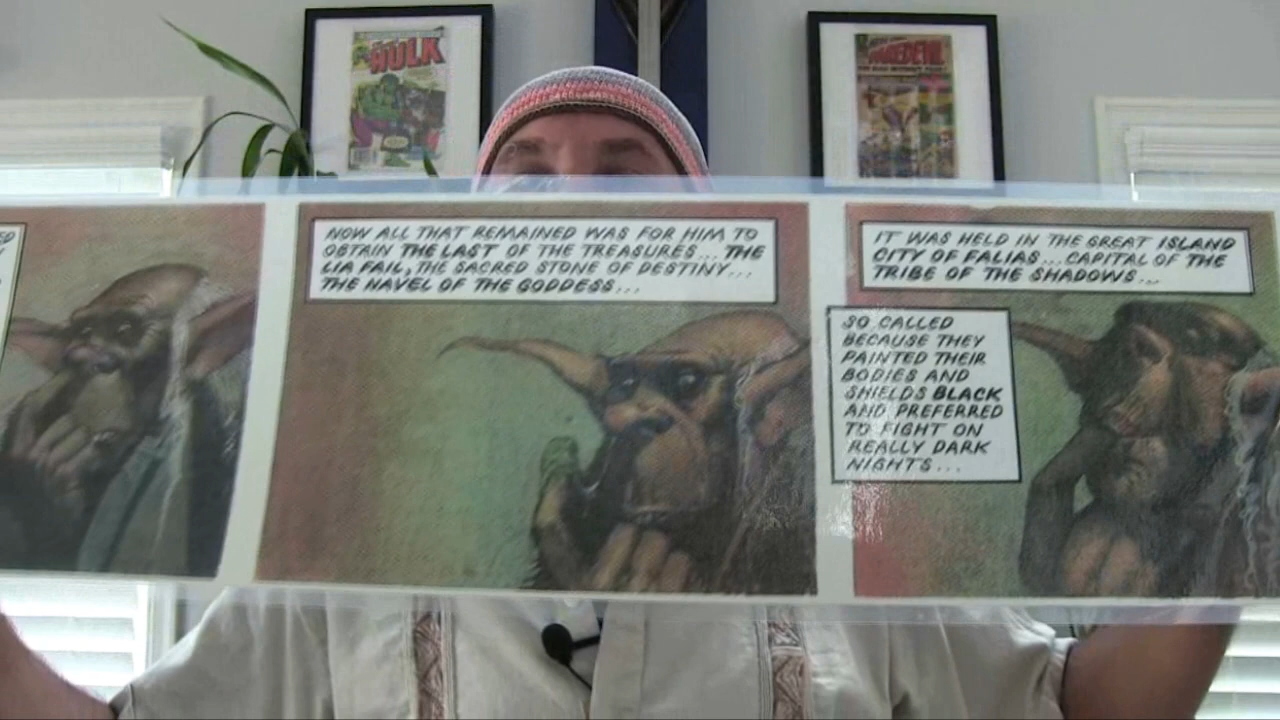 HULK
DAREDEVIL
ED
NOW ALL THAT REMAINED WAS FOR HIM TO
OBTAIN THE LAST OF THE TREASURES... THE
LIA FAIL, THE SACRED STONE OF DESTINY...
THE NAVEL OF THE GODDESS...
IT WAS HELD IN THE GREAT ISLAND
CITY OF FALIAS... CAPITAL OF THE
TRIBE OF THE SHADOWS...
SO CALLED
BECAUSE THEY
PAINTED THEIR
BODIES AND
SHIELDS BLACK
AND PREFERRED
TO FIGHT ON
REALLY DARK
NIGHTS...